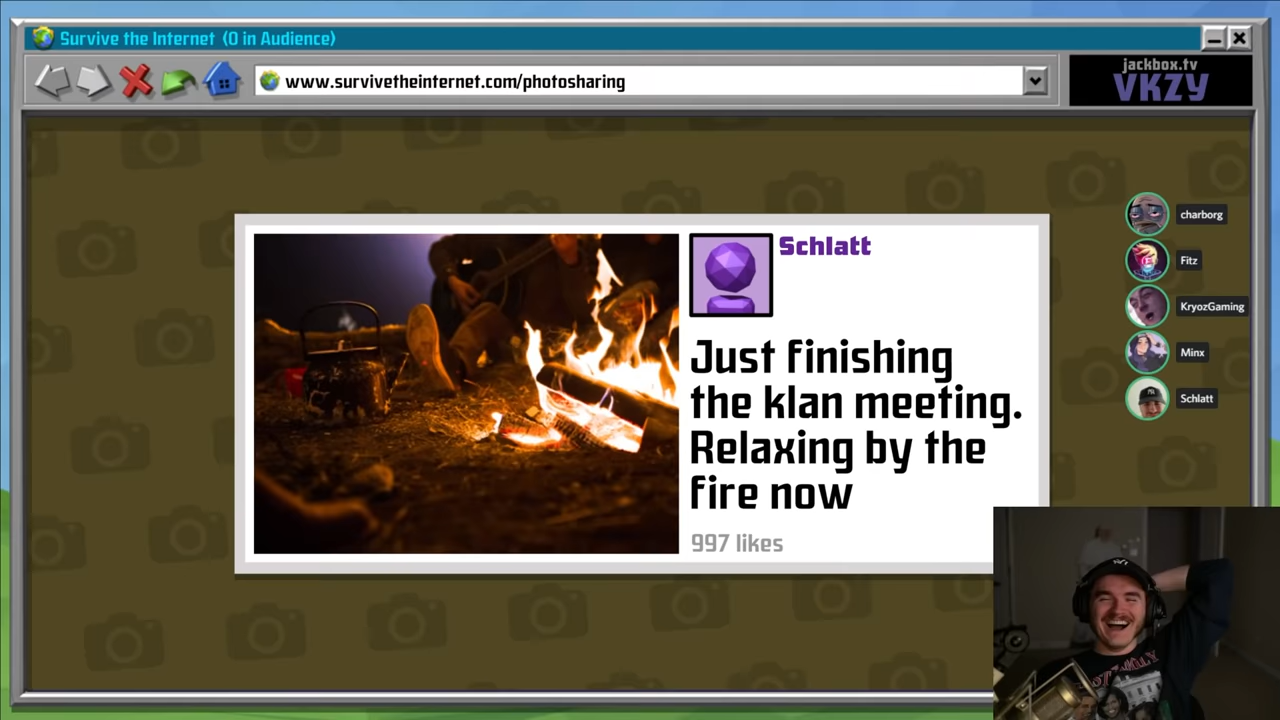 Survive the Internet (0 in Audience)
www.survivetheinternet.com/photosharing
jackbox.tv
VKZY
Schlatt
Just finishing
the klan meeting.
Relaxing by the
fire now
997 likes
charborg
Fitz
KryozGaming
Minx
Schlatt